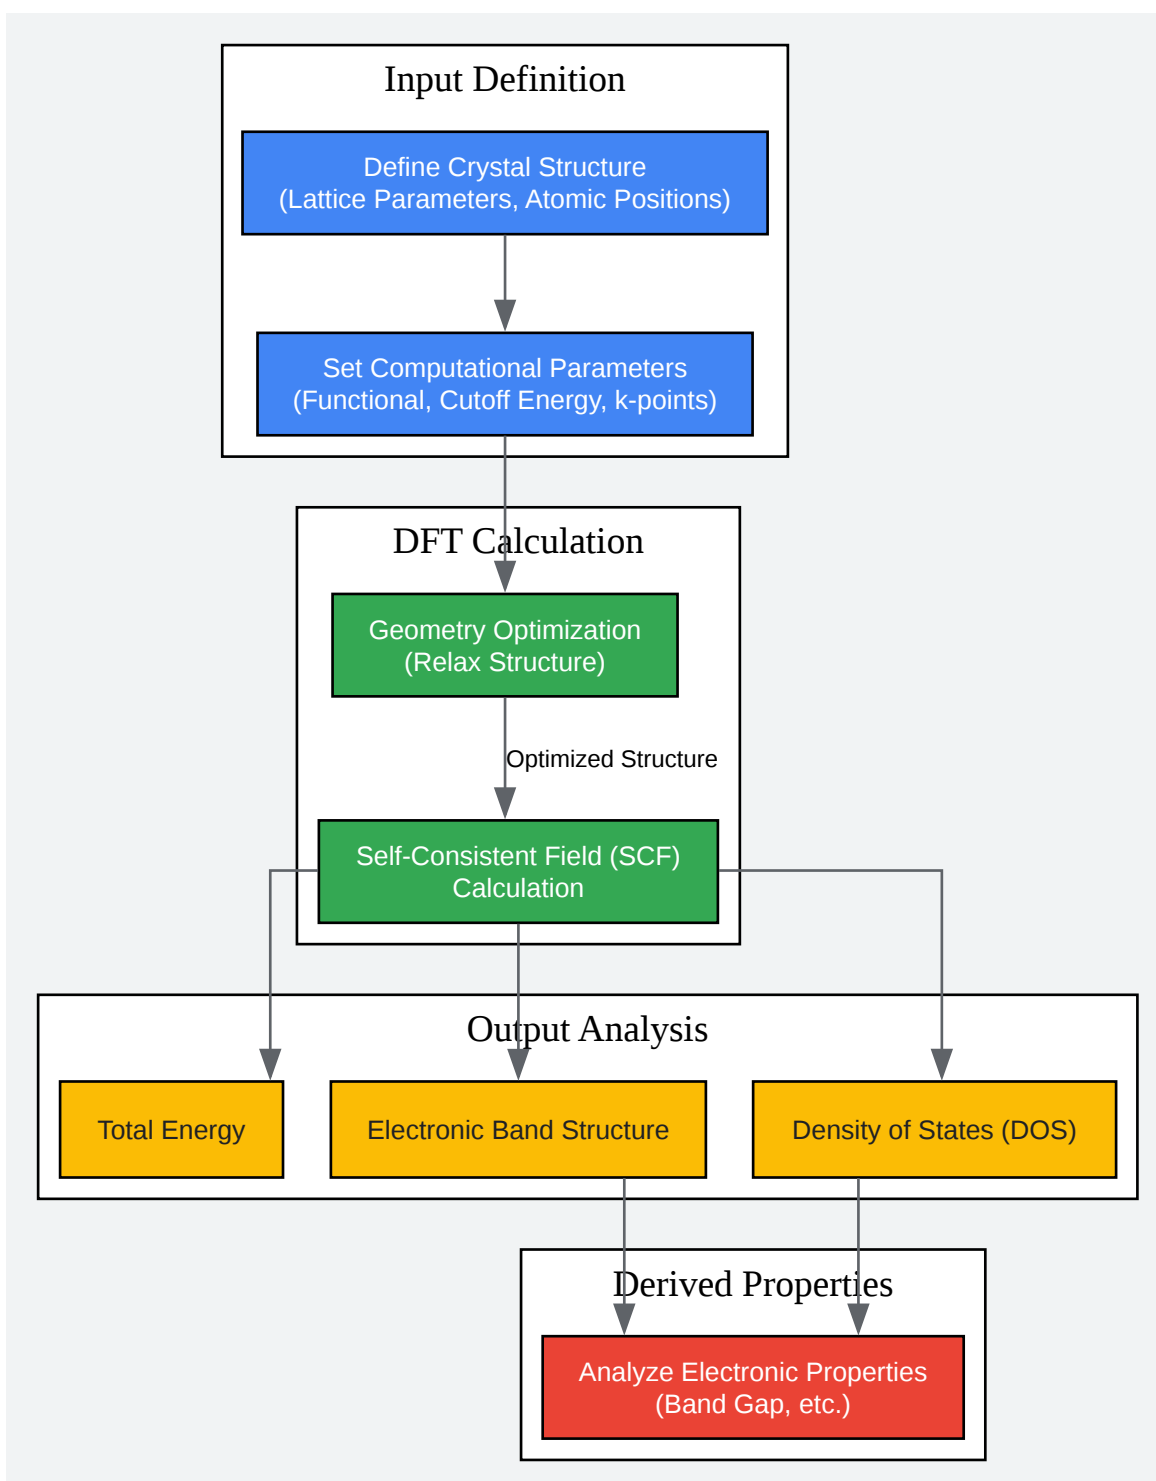 Input Definition
Define Crystal Structure
(Lattice Parameters, Atomic Positions)
Set Computational Parameters
(Functional, Cutoff Energy, k-points)
DFT Calculation
Geometry Optimization
(Relax Structure)
Optimized Structure
Self-Consistent Field (SCF)
Calculation
Output Analysis
Total Energy
Electronic Band Structure
Density of States (DOS)
Derived Properties
Analyze Electronic Properties
(Band Gap, etc.)